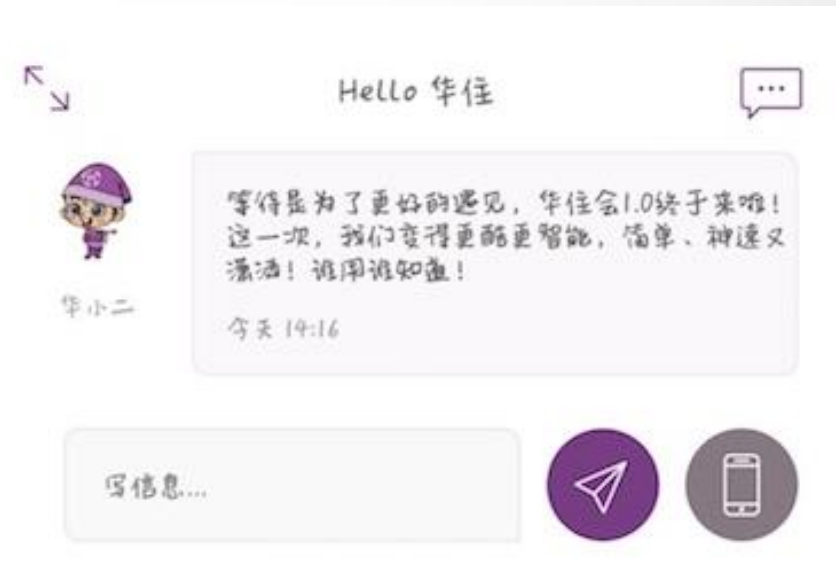 Hello 华住
等待是为了更好的遇见，华住会1.0终于来啦！
这一次，我们变得更酷更智能，简单、神速又
潇洒！谁用谁知道！
今天 14:16
华小二
写信息...